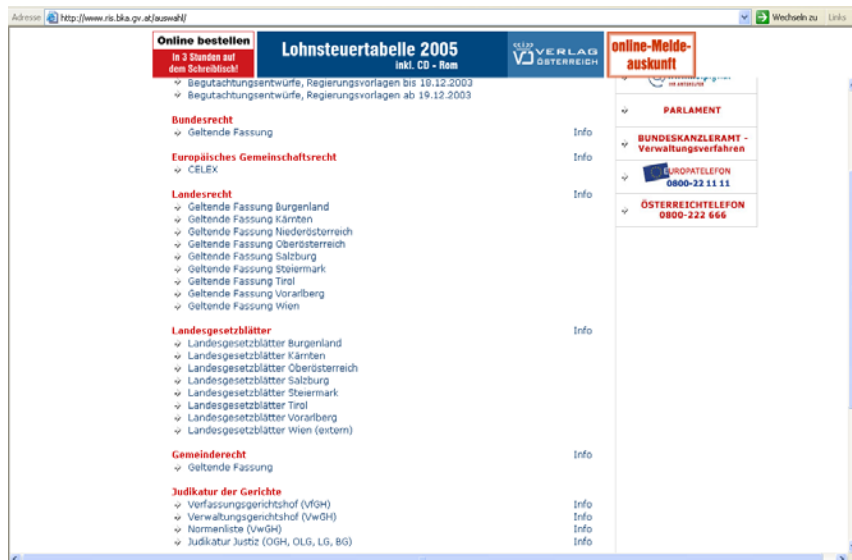 Adresse http://www.ris.bka.gv.at/auswahl/ Wechseln zu Links
Online bestellen
In 3 Stunden auf
dem Schreibtisch!
Lohnsteuertabelle 2005
inkl. CD - Rom
VERLAG
ÖSTERREICH
online-Melde-
auskunft
Begutachtungsentwürfe, Regierungsvorlagen bis 18.12.2003
Begutachtungsentwürfe, Regierungsvorlagen ab 19.12.2003
Bundesrecht
Geltende Fassung Info
Europäisches Gemeinschaftsrecht Info
CELEX
Landesrecht Info
Geltende Fassung Burgenland
Geltende Fassung Kärnten
Geltende Fassung Niederösterreich
Geltende Fassung Oberösterreich
Geltende Fassung Salzburg
Geltende Fassung Steiermark
Geltende Fassung Tirol
Geltende Fassung Vorarlberg
Geltende Fassung Wien
Landesgesetzblätter Info
Landesgesetzblätter Burgenland
Landesgesetzblätter Kärnten
Landesgesetzblätter Oberösterreich
Landesgesetzblätter Salzburg
Landesgesetzblätter Steiermark
Landesgesetzblätter Tirol
Landesgesetzblätter Vorarlberg
Landesgesetzblätter Wien (extern)
Gemeinderecht Info
Geltende Fassung
Judikatur der Gerichte
Verfassungsgerichtshof (VfGH) Info
Verwaltungsgerichtshof (VwGH) Info
Normenliste (VwGH) Info
Judikatur Justiz (OGH, OLG, LG, BG) Info
PARLAMENT
BUNDESKANZLERAMT -
Verwaltungsverfahren
EUROPATELEFON
0800-22 11 11
ÖSTERREICHTELEFON
0800-222 666